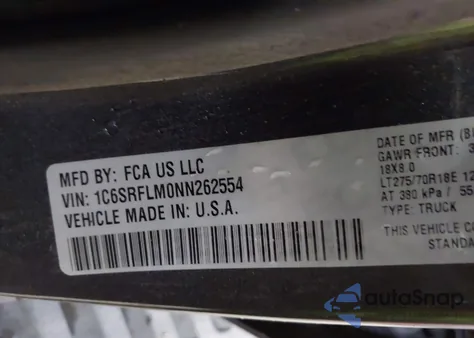 MFD BY: FCA US LLC
VIN: 1C6SRFLM0NN262554
VEHICLE MADE IN: U.S.A.
DATE OF MFR
GAWR FRONT:
18X8.0
LT275/70R18E
AT 380 kPa / 55
TYPE: TRUCK
THIS VEHICLE
autoSnap